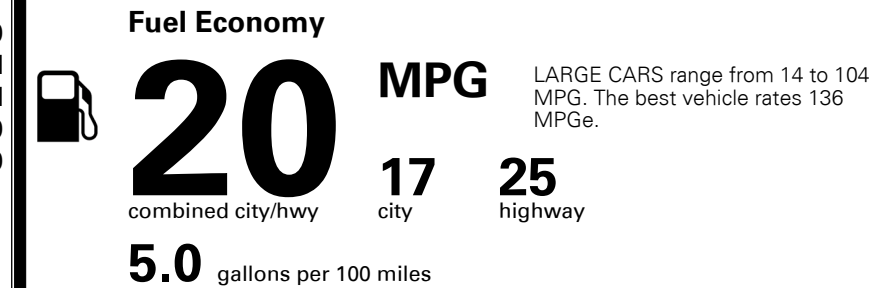 Fuel Economy
20 MPG
LARGE CARS range from 14 to 104
MPG. The best vehicle rates 136
MPGe.
17 25
combined city/hwy city highway
5.0 gallons per 100 miles